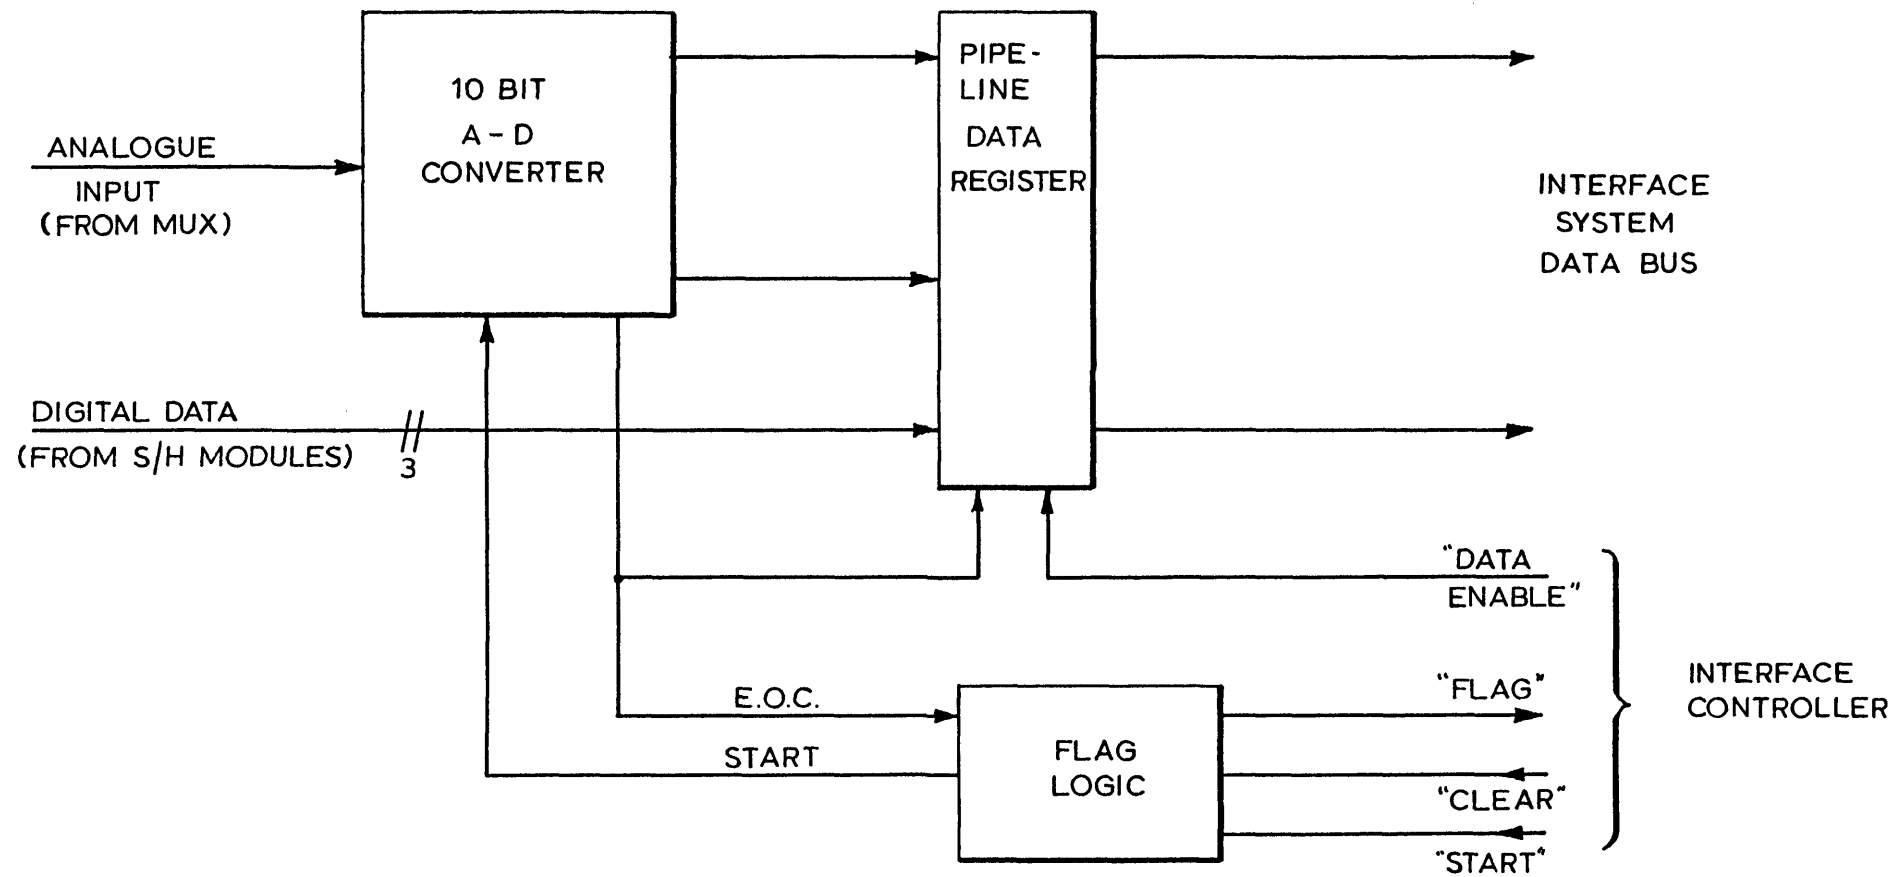 10 BIT
A-D
CONVERTER
PIPE-
LINE
DATA
REGISTER
ANALOGUE
INPUT
(FROM MUX)
INTERFACE
SYSTEM
DATA BUS
DIGITAL DATA
(FROM S/H MODULES)
3
"DATA
ENABLE"
E.O.C.
START
FLAG
LOGIC
"FLAG"
"CLEAR"
"START"
INTERFACE
CONTROLLER